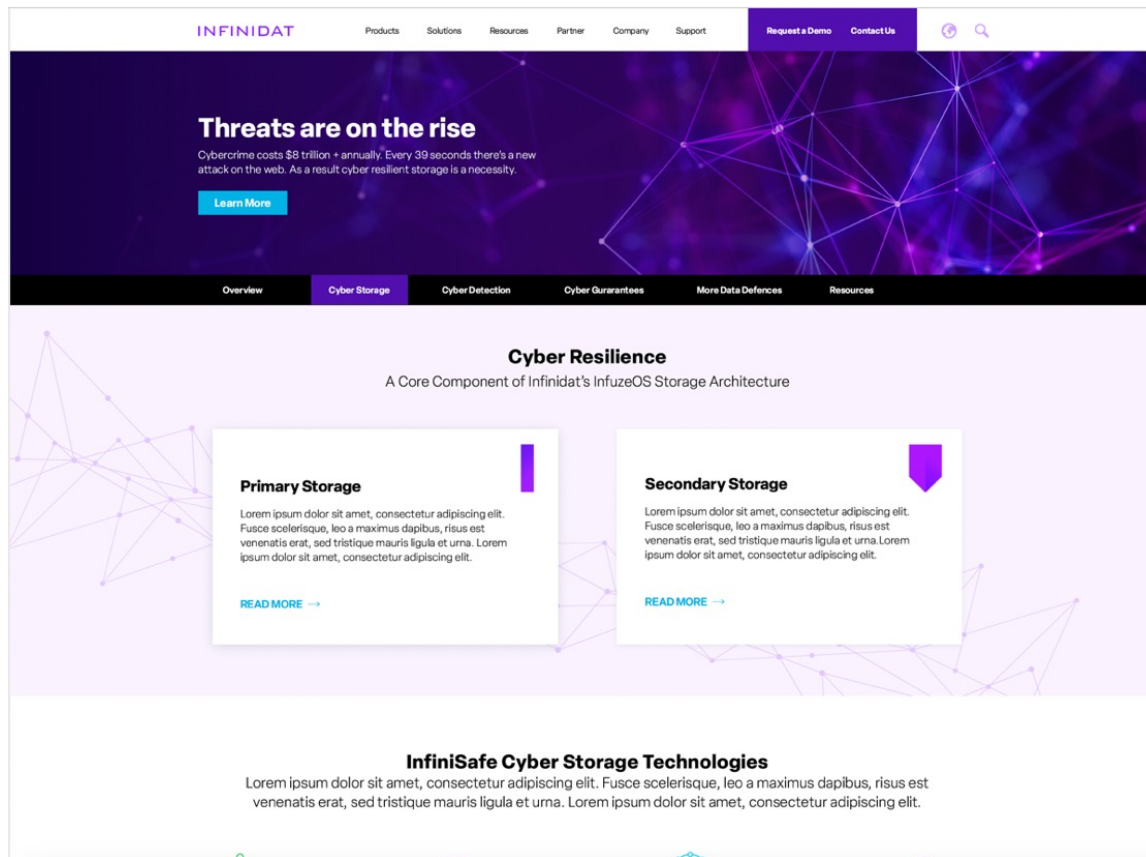 INFINIDAT
Products Solutions Resources Partner Company Support Request a Demo Contact Us
Threats are on the rise
Cybercrime costs $8 trillion + annually. Every 39 seconds there's a new
attack on the web. As a result cyber resilient storage is a necessity.
Learn More
Overview Cyber Storage Cyber Detection Cyber Gurarantees More Data Defences Resources
Cyber Resilience
A Core Component of Infinidat's InfuzeOS Storage Architecture
Primary Storage
Lorem ipsum dolor sit amet, consectetur adipiscing elit.
Fusce scelerisque, leo a maximus dapibus, risus est
venenatis erat, sed tristique mauris ligula et urna. Lorem
ipsum dolor sit amet, consectetur adipiscing elit.
READ MORE →
Secondary Storage
Lorem ipsum dolor sit amet, consectetur adipiscing elit.
Fusce scelerisque, leo a maximus dapibus, risus est
venenatis erat, sed tristique mauris ligula et urna.Lorem
ipsum dolor sit amet, consectetur adipiscing elit.
READ MORE →
InfiniSafe Cyber Storage Technologies
Lorem ipsum dolor sit amet, consectetur adipiscing elit. Fusce scelerisque, leo a maximus dapibus, risus est
venenatis erat, sed tristique mauris ligula et urna. Lorem ipsum dolor sit amet, consectetur adipiscing elit.